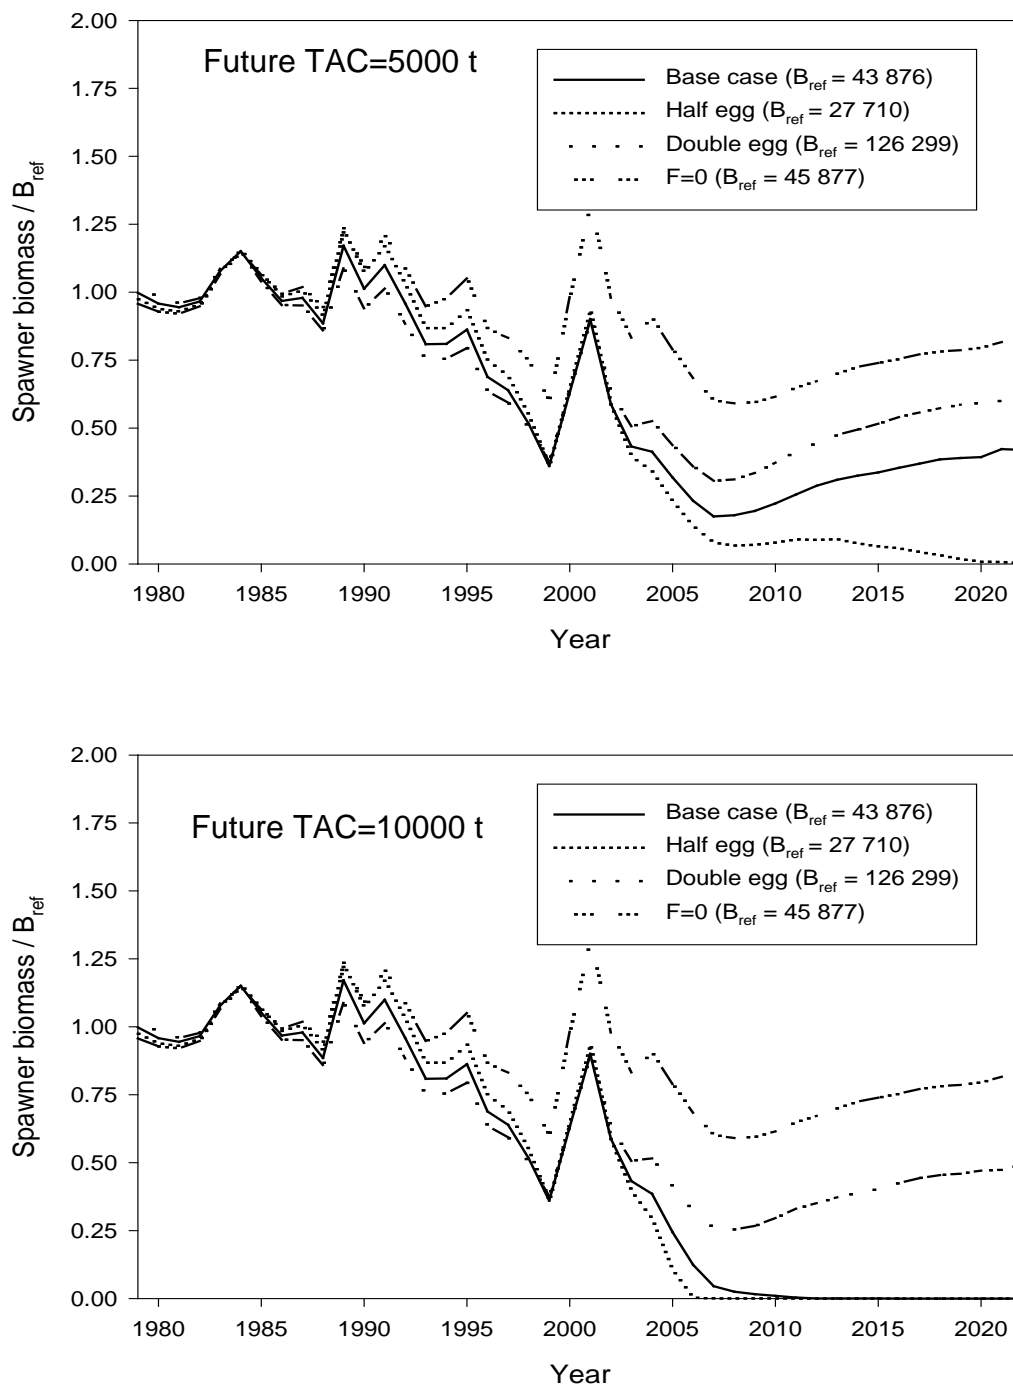 2.00
Future TAC=5000 t
Base case (Bref = 43 876)
1.75
Half egg (Bref = 27 710)
Double egg (Bref = 126 299)
1.50
F=0 (Bref = 45 877)
1.25
1.00
0.75
0.50
0.25
0.00
Spawner biomass / Bref
1980 1985 1990 1995 2000 2005 2010 2015 2020
Year
2.00
Base case (Bref = 43 876)
1.75
Future TAC=10000 t
Half egg (Bref = 27 710)
Double egg (Bref = 126 299)
1.50
F=0 (Bref = 45 877)
1.25
1.00
0.75
0.50
0.25
0.00
Spawner biomass / Bref
1980 1985 1990 1995 2000 2005 2010 2015 2020
Year